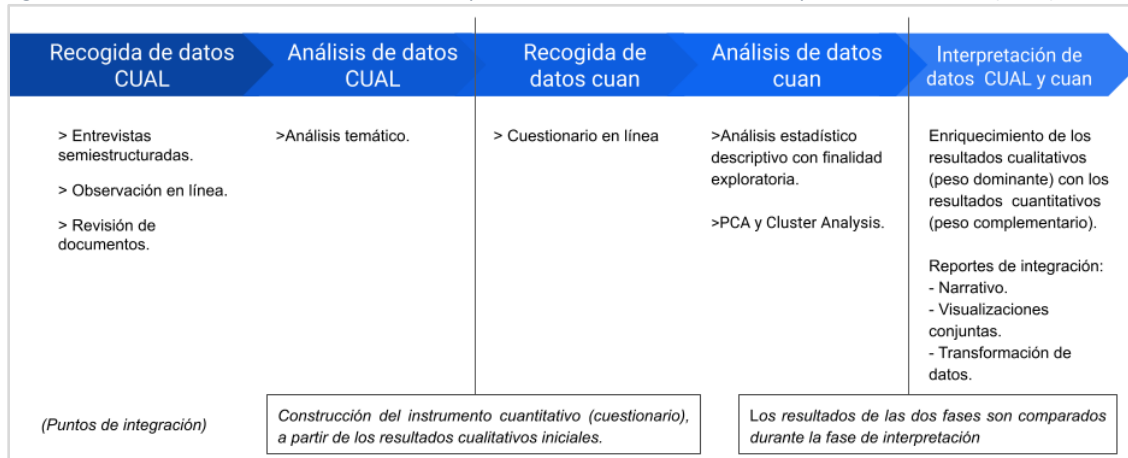 Recogida de datos
CUAL
Análisis de datos
CUAL
Recogida de
datos cuan
Análisis de datos
cuan
Interpretación de
datos CUAL y cuan
> Entrevistas
semiestructuradas.
> Observación en línea.
> Revisión de
documentos.
>Análisis temático.
> Cuestionario en línea
>Análisis estadístico
descriptivo con finalidad
exploratoria.
>PCA y Cluster Analysis.
Enriquecimiento de los
resultados cualitativos
(peso dominante) con los
resultados cuantitativos
(peso complementario).
Reportes de integración:
- Narrativo.
- Visualizaciones
conjuntas.
- Transformación de
datos.
(Puntos de integración)
Construcción del instrumento cuantitativo (cuestionario),
a partir de los resultados cualitativos iniciales.
Los resultados de las dos fases son comparados
durante la fase de interpretación